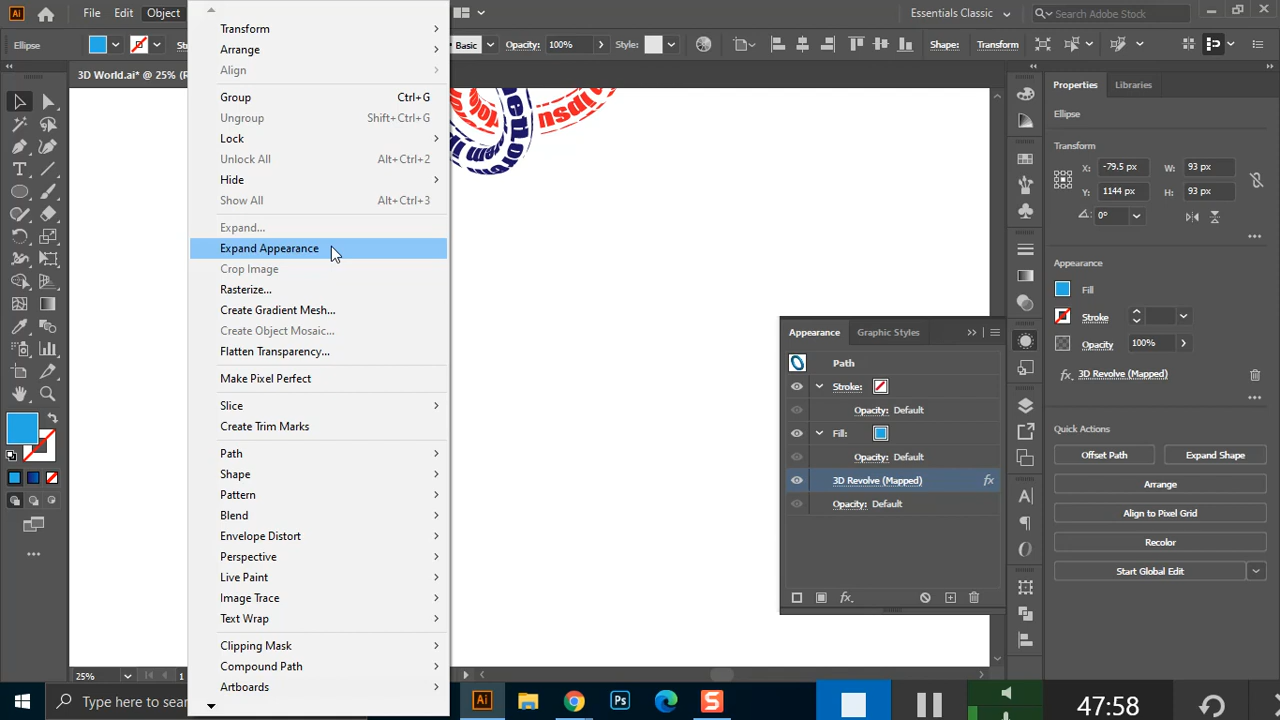 Ai
File
Edit
Object
Essentials Classic
Search Adobe Stock
Ellipse
Basic
Opacity:
100%
Style:
Shape:
Transform
3D World.ai* @ 25% (R
Transform
Arrange
Align
Group Ctrl+G
Ungroup Shift+Ctrl+G
Lock
Unlock All Alt+Ctrl+2
Hide
Show All Alt+Ctrl+3
Expand...
Expand Appearance
Crop Image
Rasterize...
Create Gradient Mesh...
Create Object Mosaic...
Flatten Transparency...
Make Pixel Perfect
Slice
Create Trim Marks
Path
Shape
Pattern
Blend
Envelope Distort
Perspective
Live Paint
Image Trace
Text Wrap
Clipping Mask
Compound Path
Artboards
Appearance
Graphic Styles
Path
Stroke:
Opacity: Default
Fill:
Opacity: Default
3D Revolve (Mapped) fx
Opacity: Default
fx.
Properties
Libraries
Ellipse
Transform
X: -79.5 px W: 93 px
Y: 1144 px H: 93 px
0°
Appearance
Fill
Stroke
Opacity 100%
fx. 3D Revolve (Mapped)
Quick Actions
Offset Path
Expand Shape
Arrange
Align to Pixel Grid
Recolor
Start Global Edit
25%
1
Type here to
Ai
Ps
S
47:58